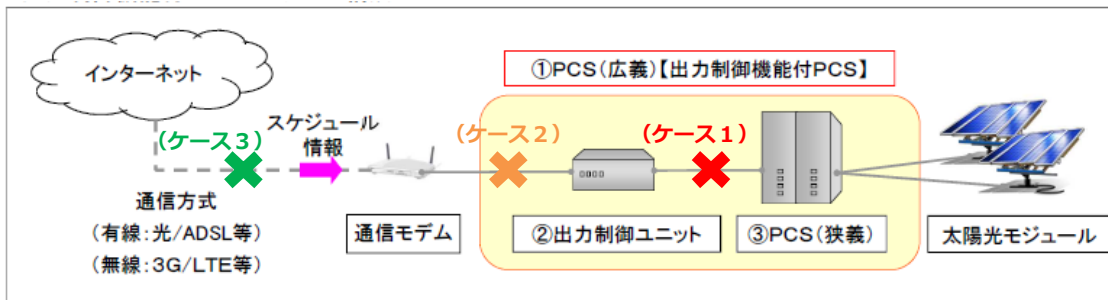 ①PCS(広義)【出力制御機能付PCS】
インターネット
(ケース3)
スケジュール
情報
(ケース2)
(ケース1)
通信方式
(有線:光/ADSL等)
(無線:3G/LTE等)
通信モデム
②出力制御ユニット
③PCS(狭義)
太陽光モジュール